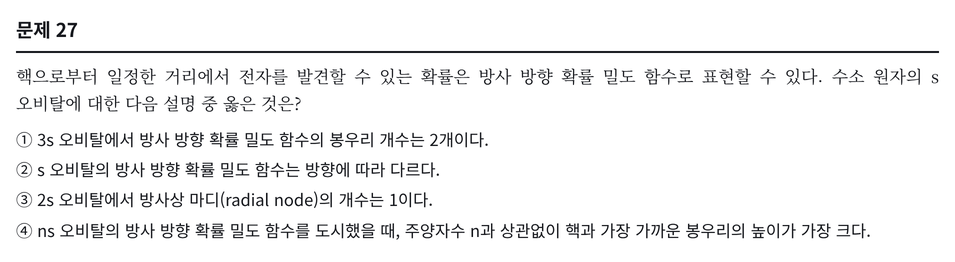 문제 27
핵으로부터 일정한 거리에서 전자를 발견할 수 있는 확률은 방사 방향 확률 밀도 함수로 표현할 수 있다. 수소 원자의 s
오비탈에 대한 다음 설명 중 옳은 것은?
① 3s 오비탈에서 방사 방향 확률 밀도 함수의 봉우리 개수는 2개이다.
② s 오비탈의 방사 방향 확률 밀도 함수는 방향에 따라 다르다.
③ 2s 오비탈에서 방사상 마디(radial node)의 개수는 1이다.
④ ns 오비탈의 방사 방향 확률 밀도 함수를 도시했을 때, 주양자수 n과 상관없이 핵과 가장 가까운 봉우리의 높이가 가장 크다.